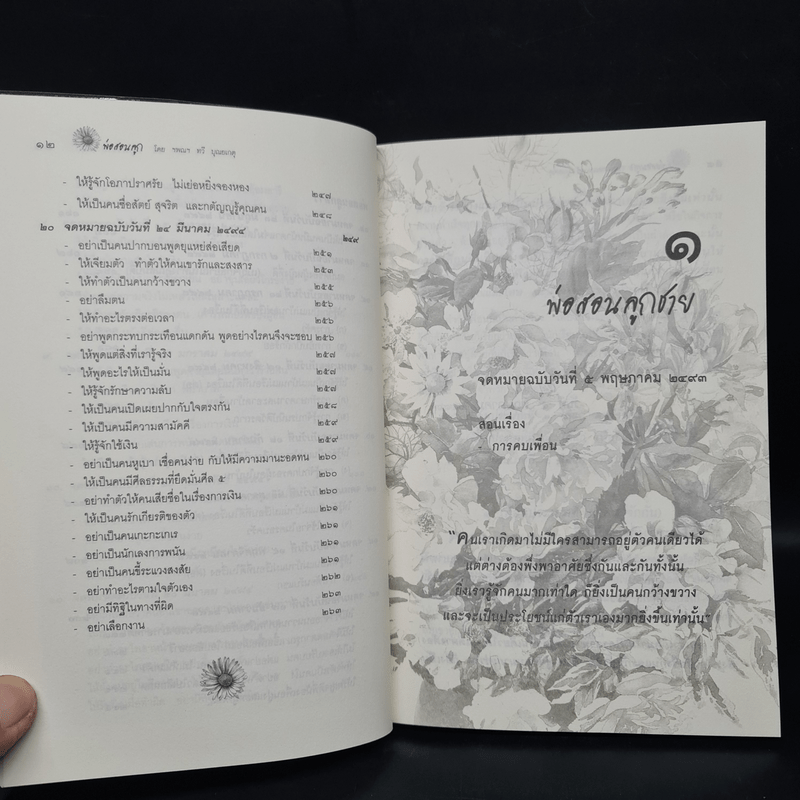 ๑๒ พ่อสอนลูก โดย ฯพณฯ ทวี บุณยเกตุ
- ให้รู้จักโอภาปราศรัย ไม่เย่อหยิ่งจองหอง ๒๔๗
- ให้เป็นคนซื่อสัตย์ สุจริต และกตัญญูรู้คุณคน ๒๔๘
๒๐ จดหมายฉบับวันที่ ๒๔ มีนาคม ๒๔๙๔ ๒๔๙
- อย่าเป็นคนปากบอนพูดยุแหย่ส่อเสียด ๒๕๑
- ให้เจียมตัว ทำตัวให้คนเขารักและสงสาร ๒๕๓
- ให้ทำตัวเป็นคนกว้างขวาง ๒๕๕
- อย่าลืมตน ๒๕๖
- ให้ทำอะไรตรงต่อเวลา ๒๕๖
- อย่าพูดกระทบกระเทือนแดกดัน พูดอย่างไรคนจึงจะชอบ ๒๕๖
- ให้พูดแต่สิ่งที่เรารู้จริง ๒๕๗
- ให้พูดอะไรให้เป็นมั่น ๒๕๗
- ให้รู้จักรักษาความลับ ๒๕๗
- ให้เป็นคนเปิดเผยปากกับใจตรงกัน ๒๕๘
- ให้เป็นคนมีความสามัคคี ๒๕๙
- ให้รู้จักใช้เงิน ๒๕๙
- อย่าเป็นคนหูเบา เชื่อคนง่าย กับให้มีความมานะอดทน ๒๖๐
- ให้เป็นคนมีศีลธรรมที่ยึดมั่นศีล ๕ ๒๖๐
- อย่าทำตัวให้คนเสียชื่อในเรื่องการเงิน ๒๖๐
- ให้เป็นคนรักเกียรติของตัว ๒๖๑
- อย่าเป็นคนเกะกะเกเร ๒๖๑
- อย่าเป็นนักเลงการพนัน ๒๖๑
- อย่าเป็นคนขี้ระแวงสงสัย ๒๖๑
- อย่าทำอะไรตามใจตัวเอง ๒๖๒
- อย่ามีทิฐิในทางที่ผิด ๒๖๓
- อย่าเลือกงาน ๒๖๓
๑
พ่อสอนลูกชาย
จดหมายฉบับวันที่ ๕ พฤษภาคม ๒๔๙๓
สอนเรื่อง
- การคบเพื่อน
"คนเราเกิดมาไม่มีใครสามารถอยู่ตัวคนเดียวได้
แต่ต่างต้องพึ่งพาอาศัยซึ่งกันและกันทั้งนั้น
ยิ่งเรารู้จักคนมากเท่าใด ก็ยิ่งเป็นคนกว้างขวาง
และจะเป็นประโยชน์แก่ตัวเราเองมากยิ่งขึ้นเท่านั้น"